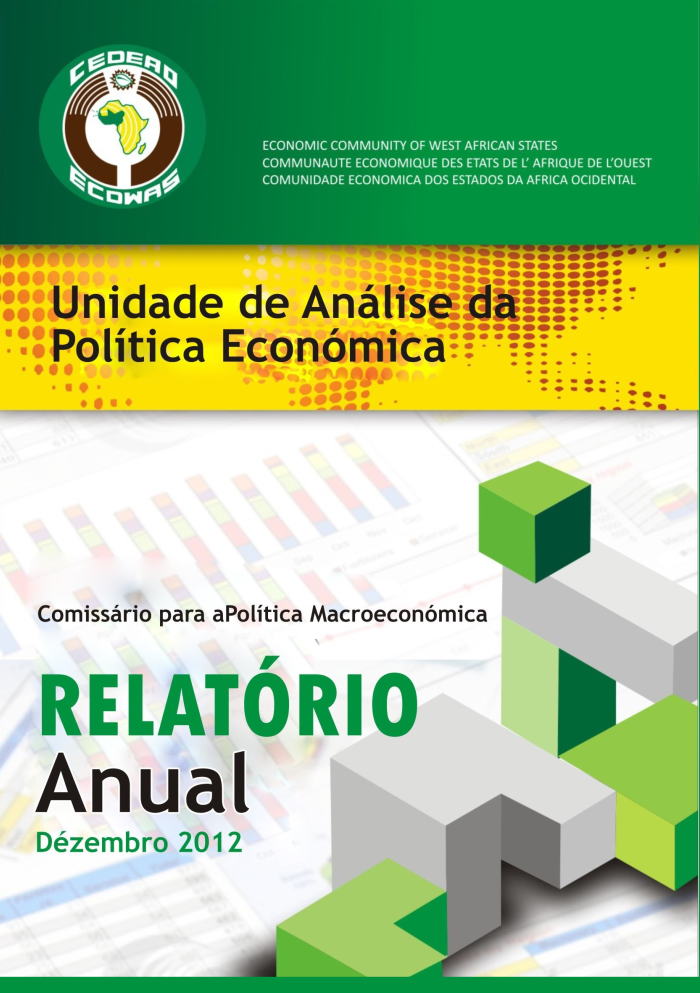 CEDEAO
ECOWAS
ECONOMIC COMMUNITY OF WEST AFRICAN STATES
COMMUNAUTE ECONOMIQUE DES ETATS DE L' AFRIQUE DE L'OUEST
COMUNIDADE ECONOMICA DOS ESTADOS DA AFRICA OCIDENTAL
Unidade de Análise da
Política Económica
Comissário para aPolítica Macroeconómica
RELATÓRIO
Anual
Dézembro 2012